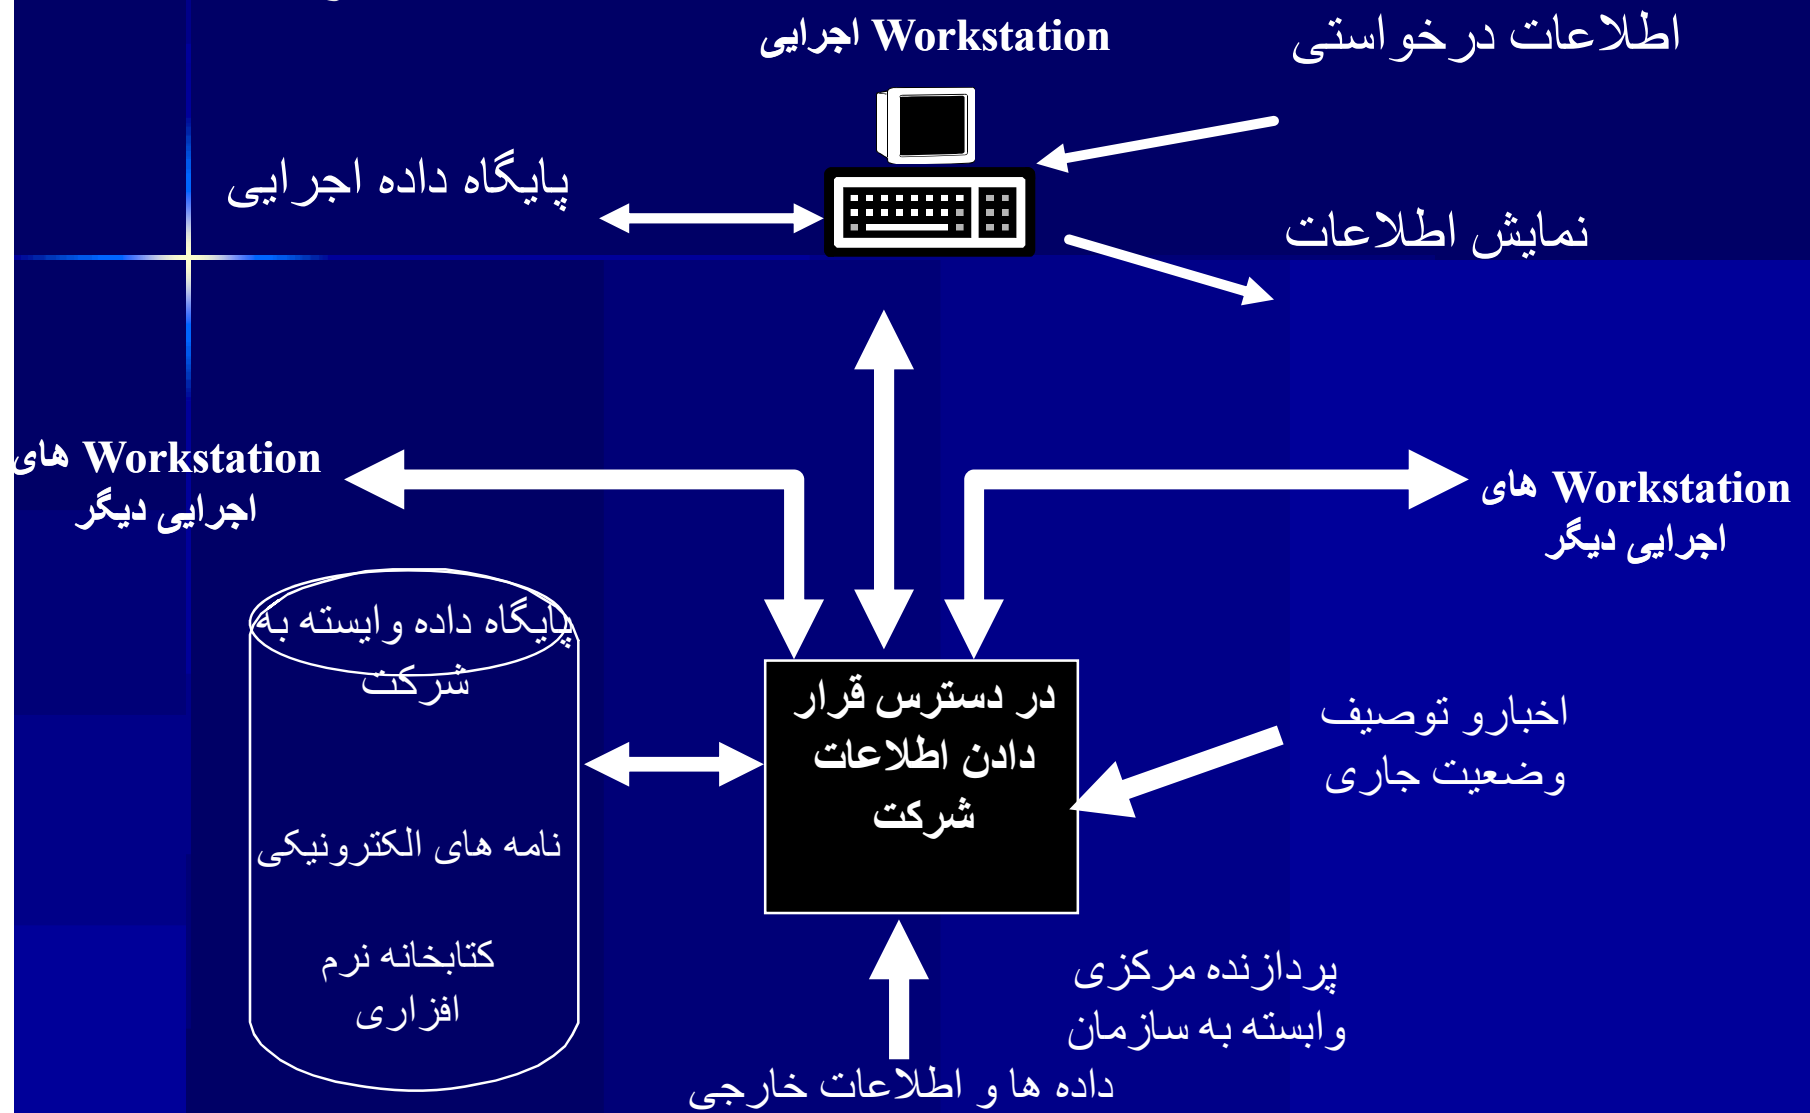 Workstation اجرایی
اطلاعات درخواستی
پایگاه داده اجرایی
نمایش اطلاعات
Workstation های
اجرایی دیگر
Workstation های
اجرایی دیگر
پایگاه داده وایسته به
شرکت
نامه های الکترونیکی
کتابخانه نرم
افزاری
در دسترس قرار
دادن اطلاعات
شرکت
اخبارو توصیف
وضعیت جاری
پردازنده مرکزی
وابسته به سازمان
داده ها و اطلاعات خارجی